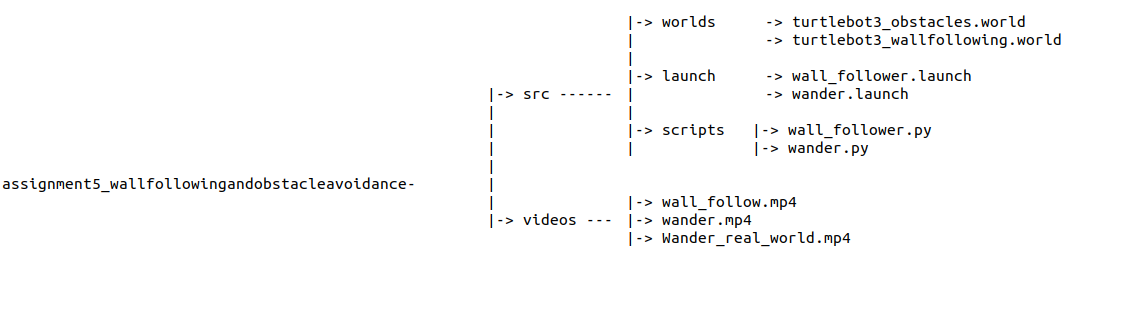 |-> worlds -> turtlebot3_obstacles.world
| -> turtlebot3_wallfollowing.world
|
|-> launch -> wall_follower.launch
|-> src ------ | -> wander.launch
| |
| |-> scripts |-> wall_follower.py
| | |-> wander.py
|
assignment5_wallfollowingandobstacleavoidance- |
| |-> wall_follow.mp4
|-> videos --- |-> wander.mp4
|-> Wander_real_world.mp4